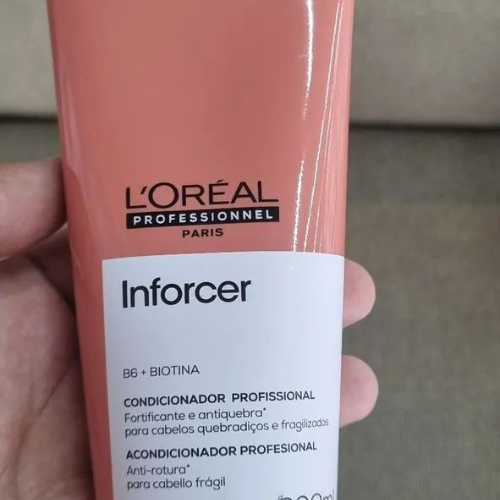 L'ORÉAL
PROFESSIONNEL
PARIS
Inforcer
B6 + BIOTINA
CONDICIONADOR PROFISSIONAL
Fortificante e antiquebra*
para cabelos quebradiços e fragilizados
ACONDICIONADOR PROFESIONAL
Anti-rotura*
para cabello frágil